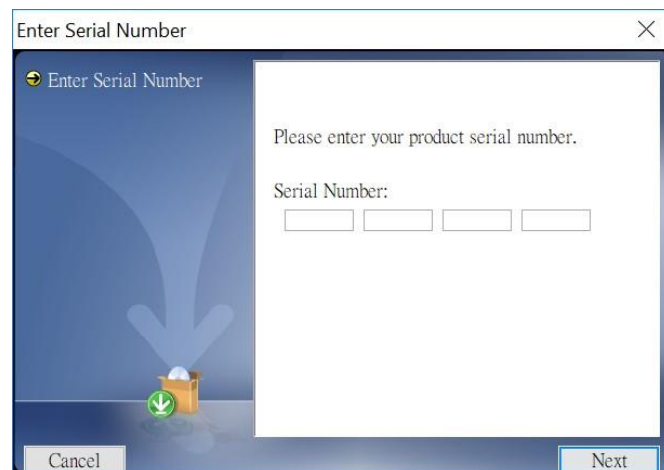 Enter Serial Number
Enter Serial Number
Please enter your product serial number.
Serial Number:
Cancel
Next